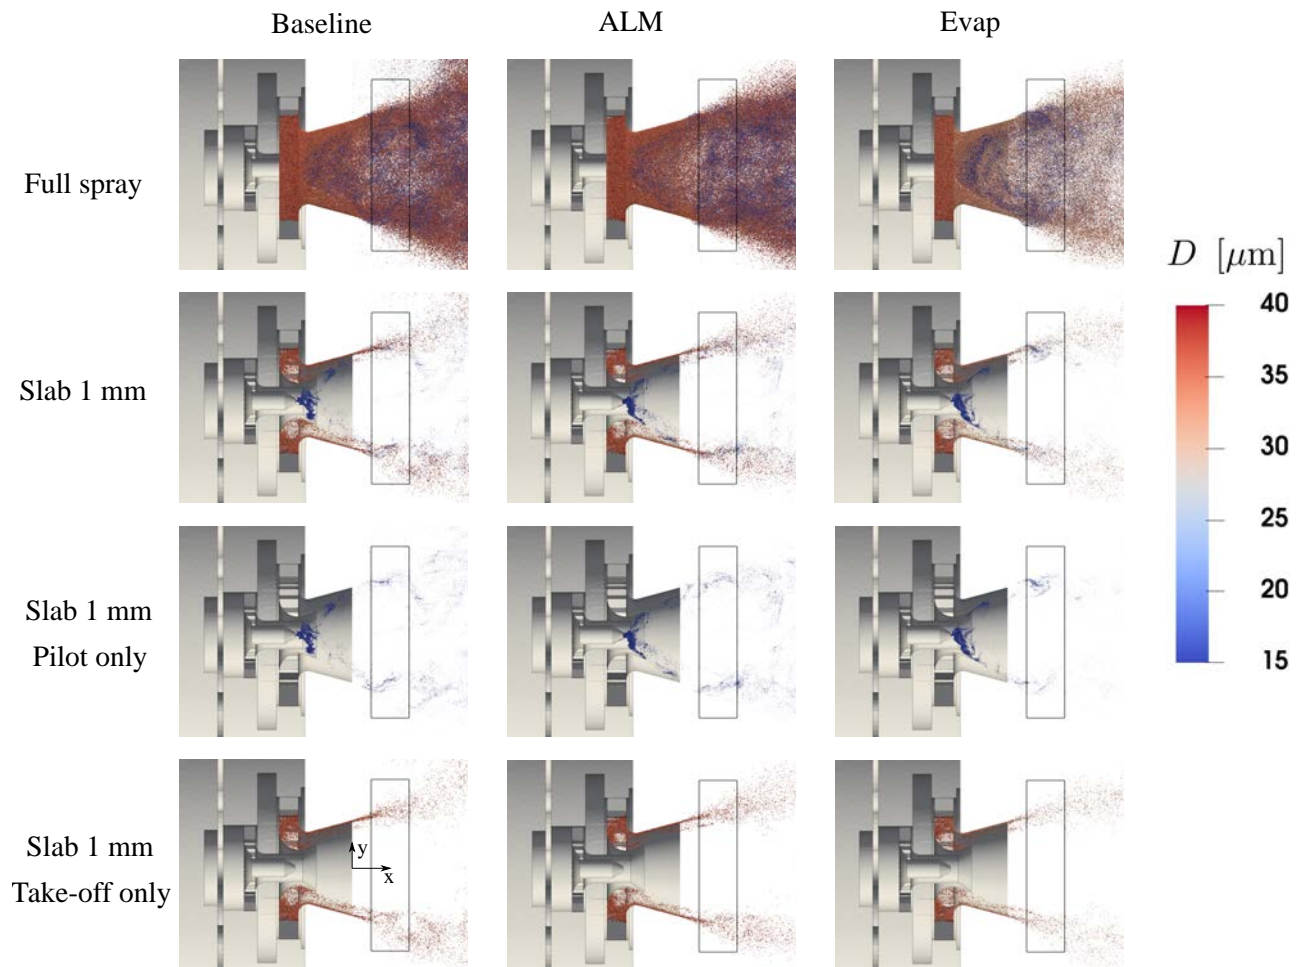 Baseline ALM Evap
Full spray
D [μm]
40
35
30
25
20
15
Slab 1 mm
Slab 1 mm
Pilot only
Slab 1 mm
Take-off only
y
x